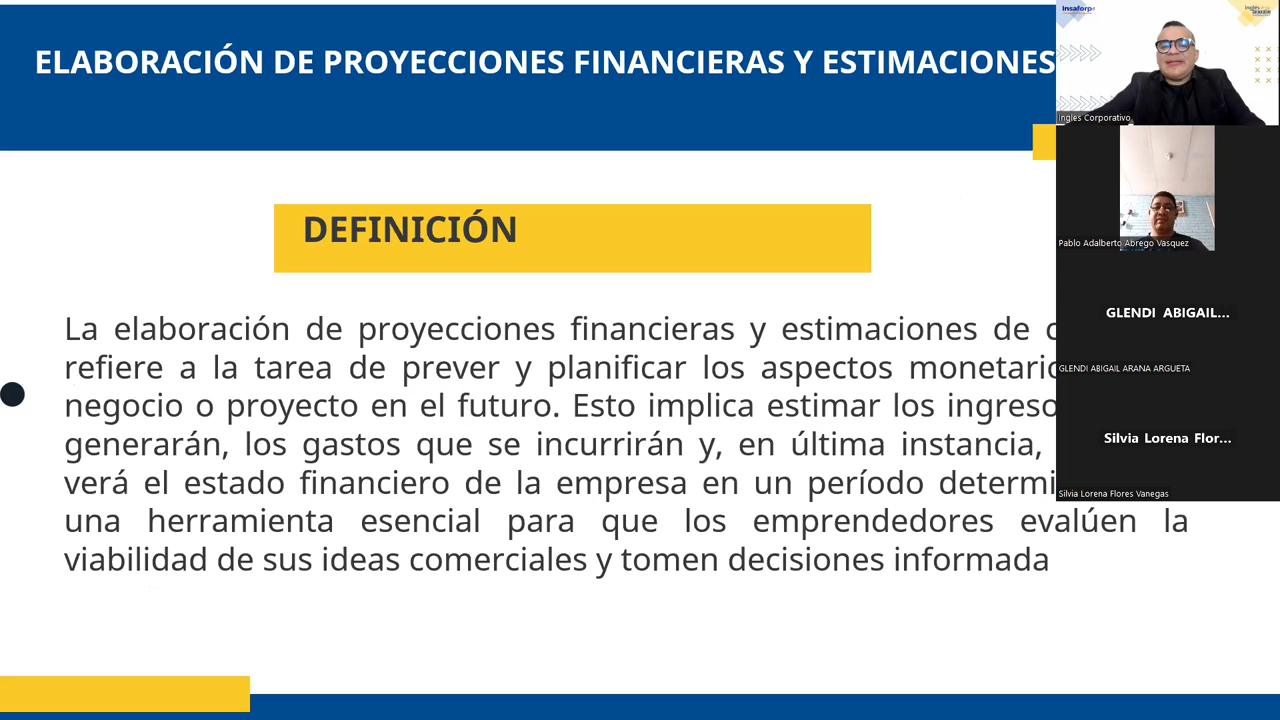 ELABORACIÓN DE PROYECCIONES FINANCIERAS Y ESTIMACIONES
DEFINICIÓN
La elaboración de proyecciones financieras y estimaciones de
refiere a la tarea de prever y planificar los aspectos
negocio o proyecto en el futuro. Esto implica estimar los
generarán, los gastos que se incurrirán y, en última instancia,
verá el estado financiero de la empresa en un período
una herramienta esencial para que los emprendedores evalúen la
viabilidad de sus ideas comerciales y tomen decisiones informada
Insaforp
Ingles Corporativo
Pablo Adalberto Abrego Vasquez
GLENDI ABIGAIL...
GLENDI ABIGAIL ARANA ARGUETA
Silvia Lorena Flor...
Silvia Lorena Flores Vanegas